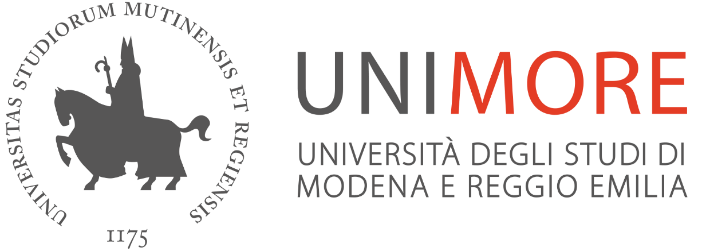 UNIVERSITAS STUDIORUM MUTINENSIS ET REGIENSIS
1175
UNIMORE
UNIVERSITÀ DEGLI STUDI DI
MODENA E REGGIO EMILIA